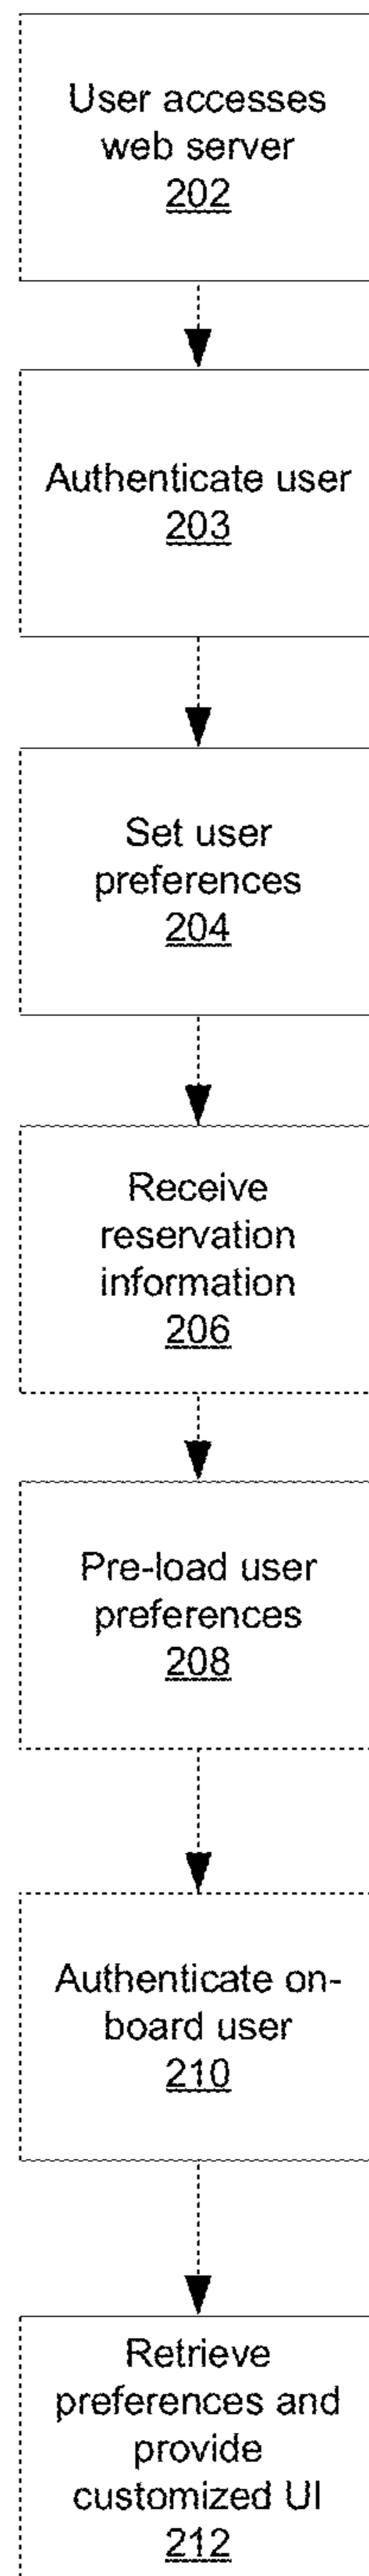 User accesses
web server
202
Authenticate user
203
Set user
preferences
204
Receive
reservation
information
206
Pre-load user
preferences
208
Authenticate on-
board user
210
Retrieve
preferences and
provide
customized UI
212